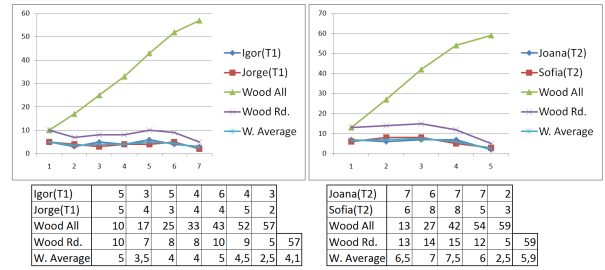 60
50
40
30
20
10
0
1 2 3 4 5 6 7
Igor(T1)
Jorge(T1)
Wood All
Wood Rd.
W. Average
70
60
50
40
30
20
10
0
1 2 3 4 5
Joana(T2)
Sofia(T2)
Wood All
Wood Rd.
W. Average
Igor(T1) 5 3 5 4 6 4 3
Jorge(T1) 5 4 3 4 4 5 2
Wood All 10 17 25 33 43 52 57
Wood Rd. 10 7 8 8 10 9 5 57
W. Average 5 3,5 4 4 5 4,5 2,5 4,1
Joana(T2) 7 6 7 7 2
Sofia(T2) 6 8 8 5 3
Wood All 13 27 42 54 59
Wood Rd. 13 14 15 12 5 59
W. Average 6,5 7 7,5 6 2,5 5,9